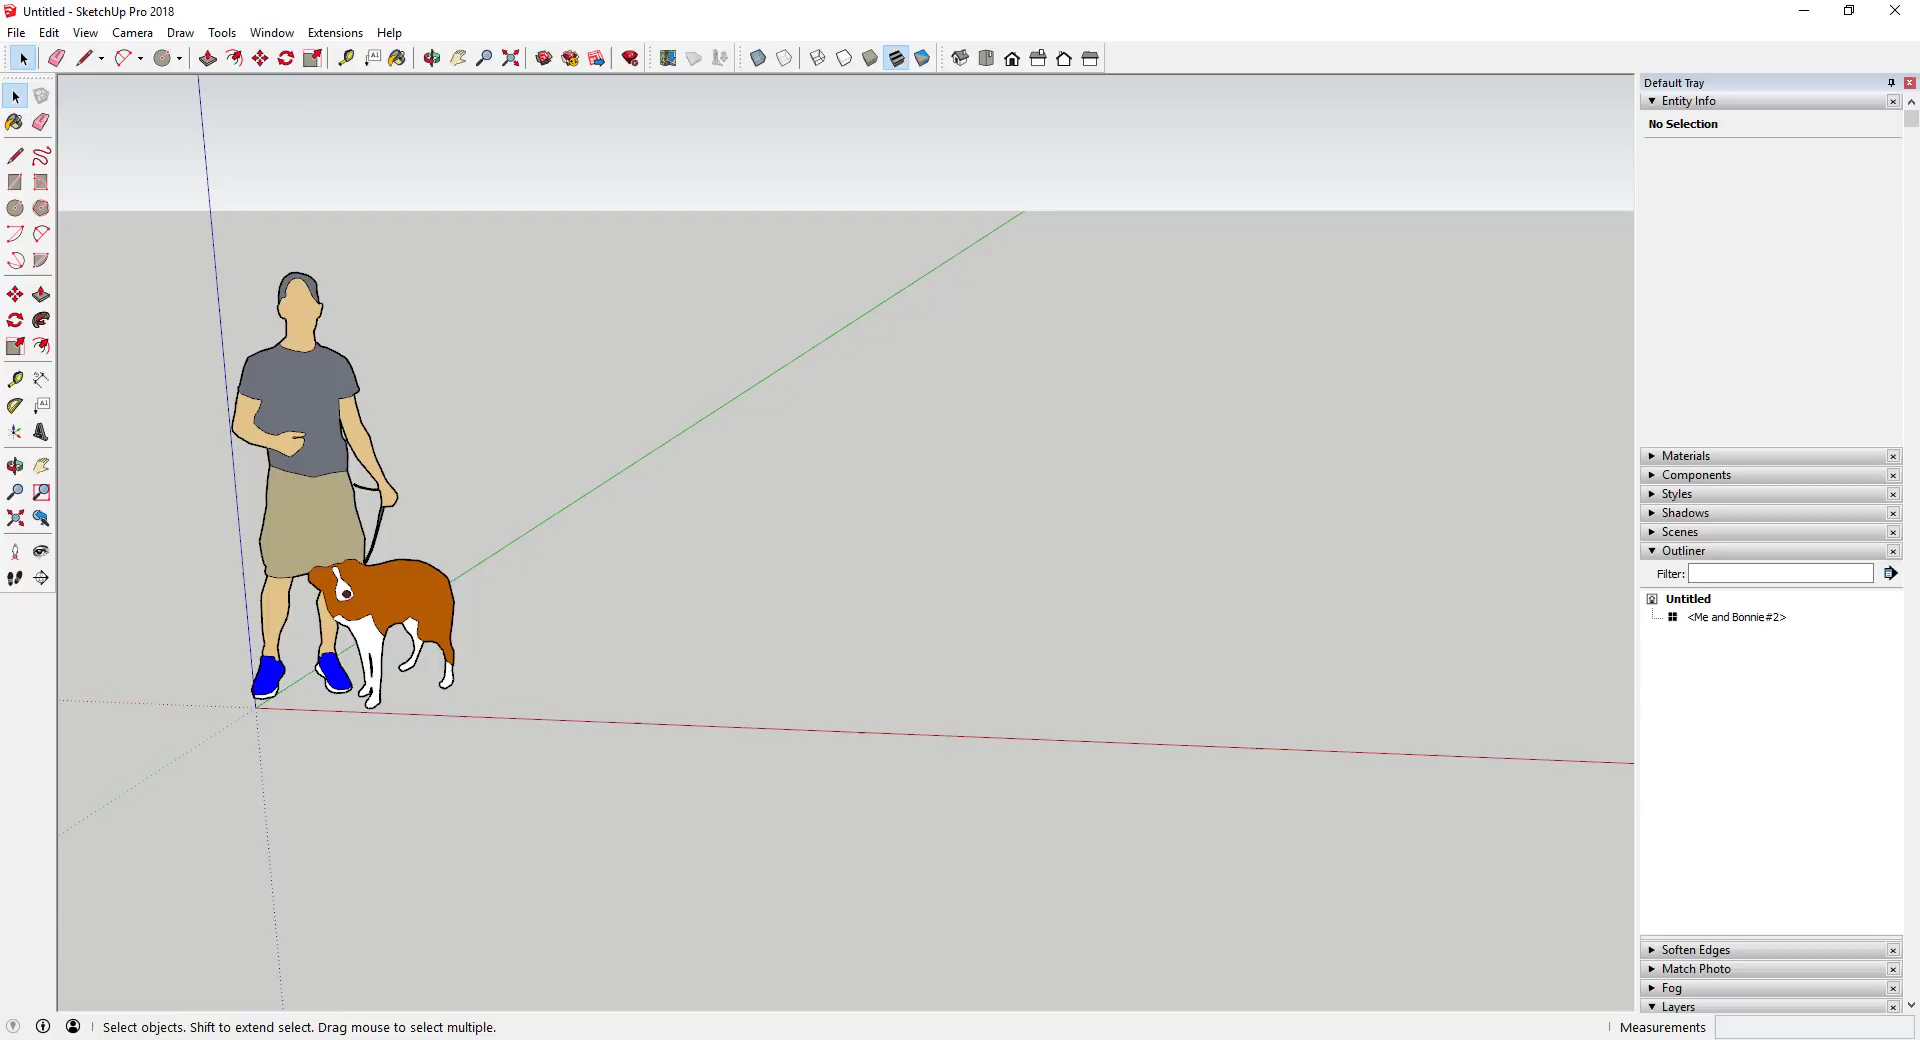 Untitled - SketchUp Pro 2018
File Edit View Camera Draw Tools Window Extensions Help
Default Tray
Entity Info
No Selection
Materials
Components
Styles
Shadows
Scenes
Outliner
Filter:
Untitled
<Me and Bonnie#2>
Soften Edges
Match Photo
Fog
Layers
Select objects. Shift to extend select. Drag mouse to select multiple.
Measurements